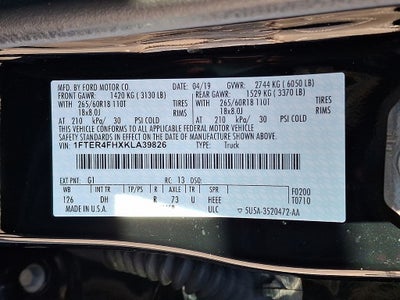 MFD. BY FORD MOTOR CO. 04/19 GVWR: 2744 KG ( 6050 LB)
FRONT GAWR: 1420 KG ( 3130 LB) REAR GAWR: 1529 KG ( 3370 LB)
265/60R18 110T TIRES 265/60R18 110T TIRES
18x8.0J RIMS 18x8.0J RIMS
AT 210 kPa/ 30 PSI COLD AT 210 kPa/ 30 PSI COLD
THIS VEHICLE CONFORMS TO ALL APPLICABLE FEDERAL MOTOR VEHICLE
SAFETY STANDARDS IN EFFECT ON THE DATE OF MANUFACTURE SHOWN ABOVE.
VIN: 1FTER4FHXKLA39826 TYPE: Truck
EXT PNT: G1 RC: 13 DSO:
WB INT TR TP/PS R AXLE TR SPR F0200
126 DH R 73 U HEEE T0710
MADE IN U.S.A. ULC 5U5A-3520472-AA